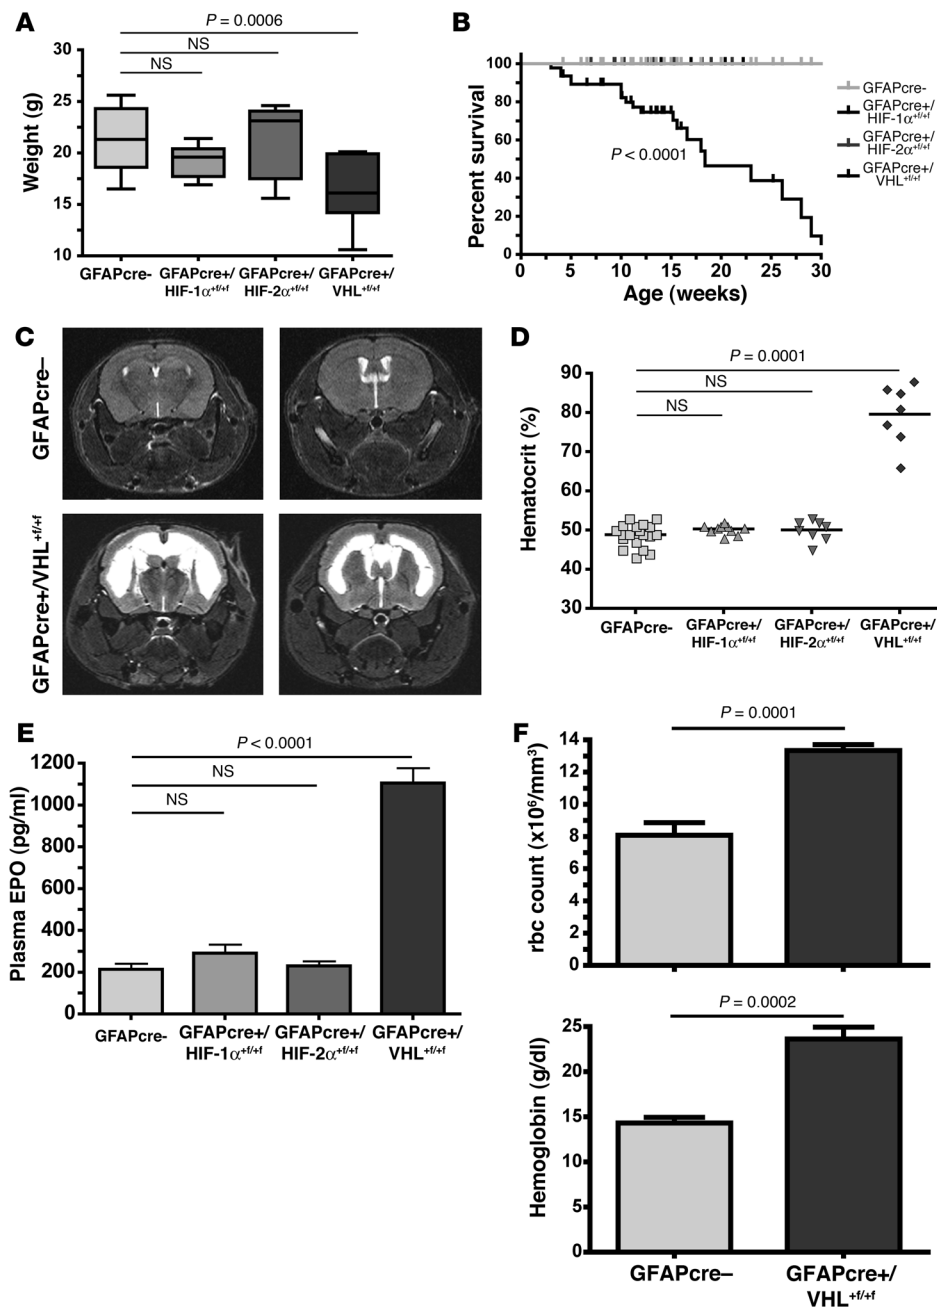 A
P = 0.0006
NS
NS
30
25
20
15
10
Weight (g)
GFAPcre-
GFAPcre+/
HIF-1α+f/+f
GFAPcre+/
HIF-2α+f/+f
GFAPcre+/
VHL+f/+f
B
100
80
60
40
20
0
Percent survival
P < 0.0001
0
5
10
15
20
25
30
Age (weeks)
GFAPcre-
GFAPcre+/
HIF-1α+f/+f
GFAPcre+/
HIF-2α+f/+f
GFAPcre+/
VHL+f/+f
C
GFAPcre–
GFAPcre+/VHL+f/+f
D
P = 0.0001
NS
NS
90
80
70
60
50
40
30
Hematocrit (%)
GFAPcre-
GFAPcre+/
HIF-1α+f/+f
GFAPcre+/
HIF-2α+f/+f
GFAPcre+/
VHL+f/+f
E
P < 0.0001
NS
NS
1200
1000
800
600
400
200
0
Plasma EPO (pg/ml)
GFAPcre-
GFAPcre+/
HIF-1α+f/+f
GFAPcre+/
HIF-2α+f/+f
GFAPcre+/
VHL+f/+f
F
P = 0.0001
14
12
10
8
6
4
2
0
rbc count (x10⁶/mm³)
P = 0.0002
25
20
15
10
5
0
Hemoglobin (g/dl)
GFAPcre–
GFAPcre+/
VHL+f/+f